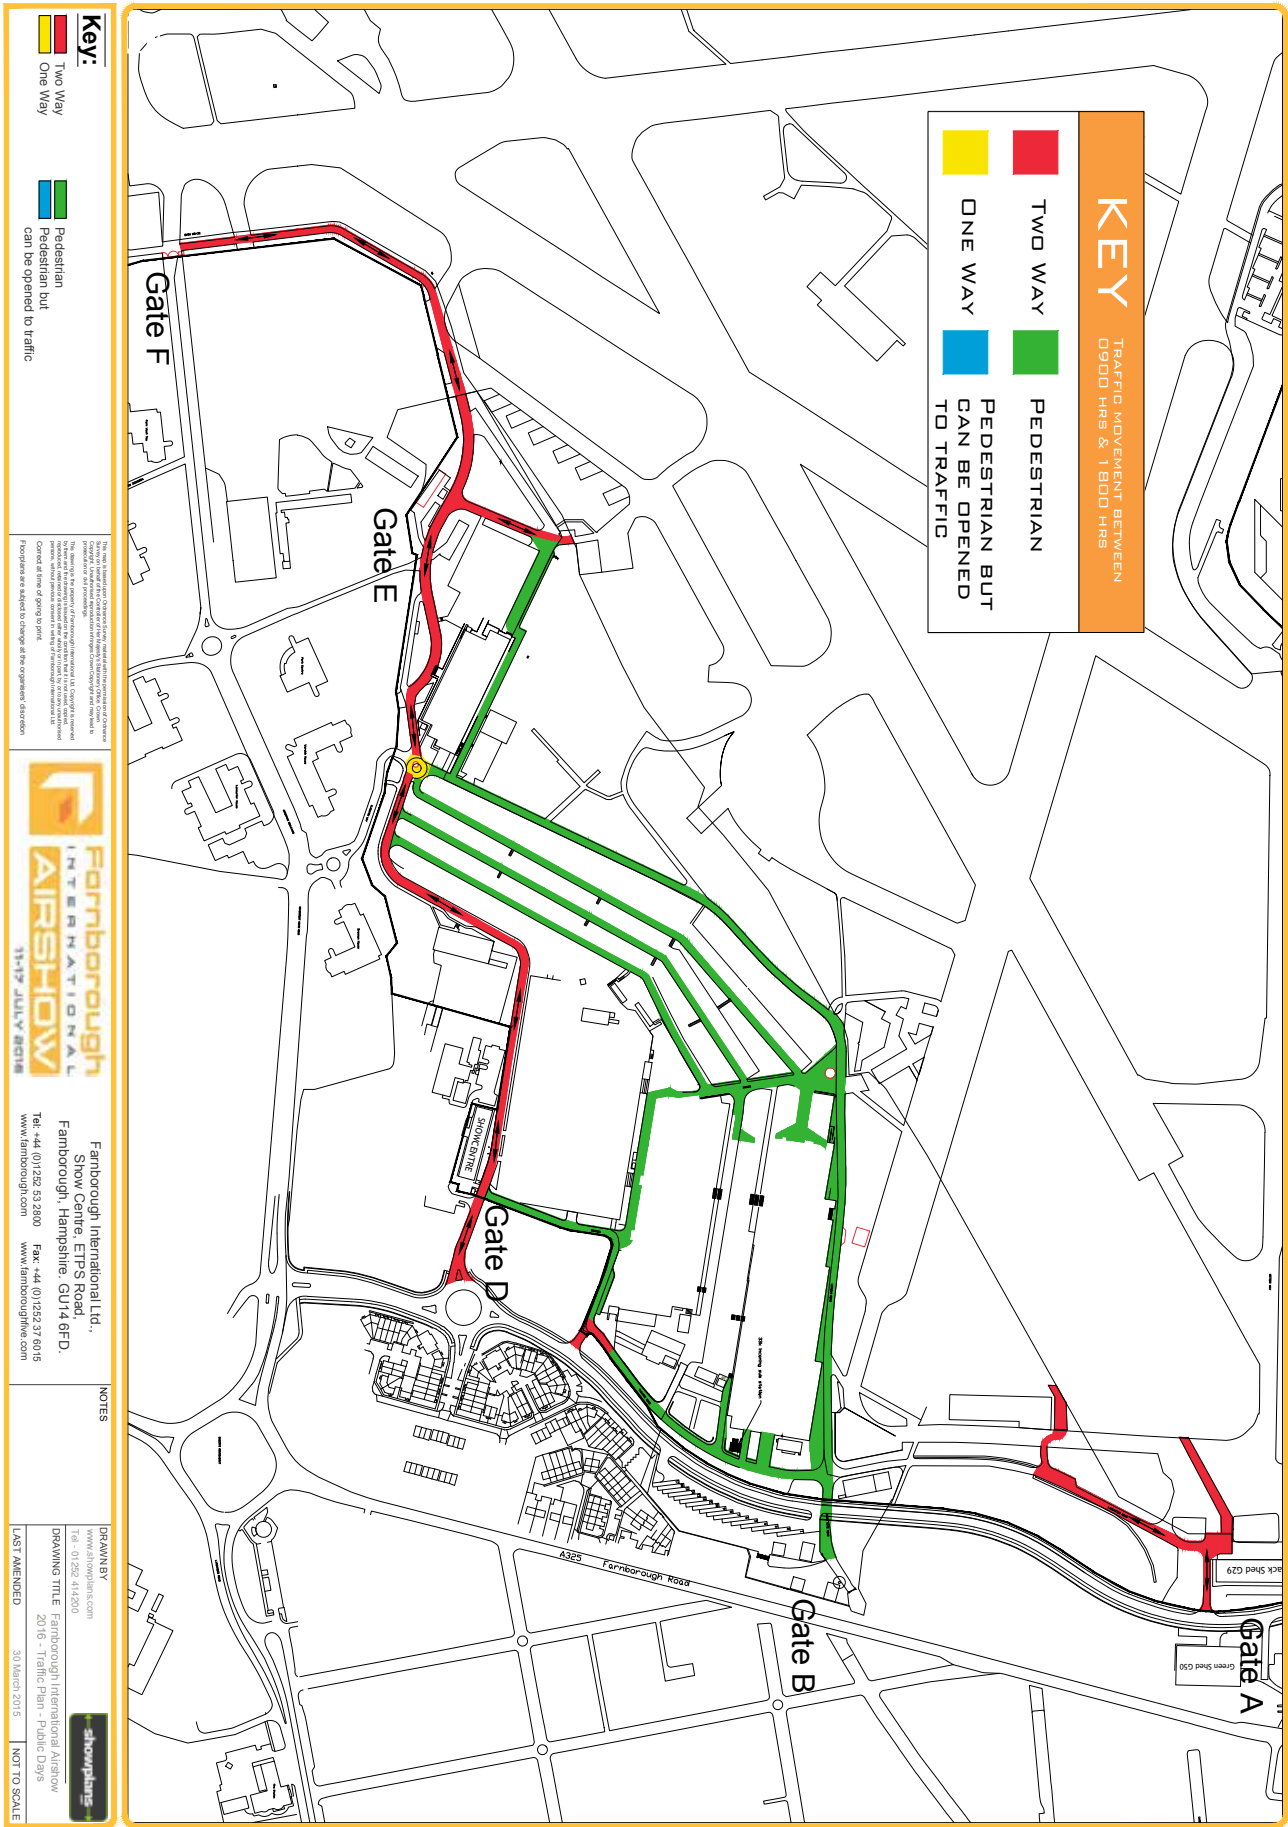 KEY TRAFFIC MOVEMENT BETWEEN
0900 HRS & 1800 HRS
TWO WAY
PEDESTRIAN
ONE WAY
PEDESTRIAN BUT
CAN BE OPENED
TO TRAFFIC
Gate A
Gate B
Gate D
Gate E
Gate F
SHOWCENTRE
A325 Farnborough Road
ack Shed G29
Green Shed G50
Key:
Two Way
One Way
Pedestrian
Pedestrian but
can be opened to traffic
Correct at time of going to print.
Floorplans are subject to change at the organisers' discretion
Farnborough
INTERNATIONAL
AIRSHOW
11-17 JULY 2016
Farnborough International Ltd.,
Show Centre, ETPS Road,
Farnborough, Hampshire. GU14 6FD.
Tel: +44 (0)1252 532800 Fax: +44 (0)1252 376015
www.farnborough.com www.farnboroughfive.com
NOTES
DRAWN BY
www.showplans.com
Tel - 01252 414200
showplans
DRAWING TITLE Farnborough International Airshow
2016 - Traffic Plan - Public Days
LAST AMENDED 30 March 2015 NOT TO SCALE